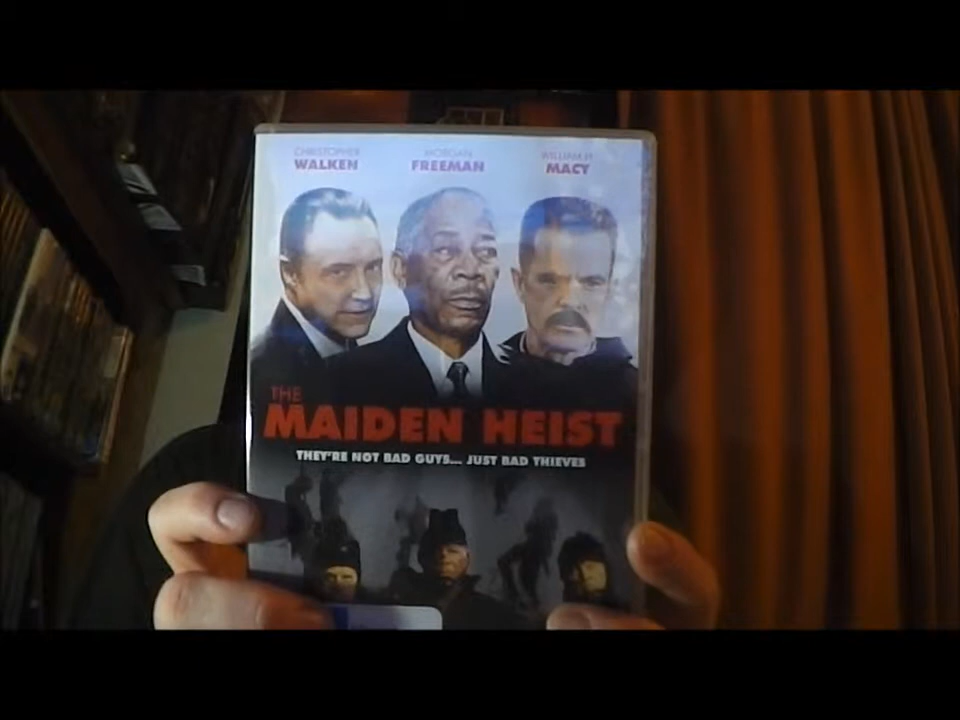 CHRISTOPHER MORGAN WILLIAM H.
WALKEN FREEMAN MACY
THE
MAIDEN HEIST
THEY'RE NOT BAD GUYS... JUST BAD THIEVES